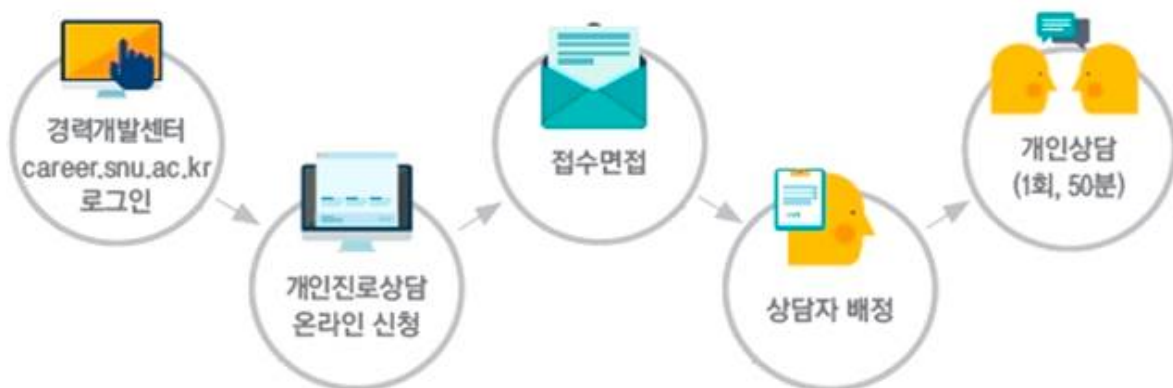 경력개발센터
career.snu.ac.kr
로그인
개인진로상담
온라인 신청
접수면접
상담자 배정
개인상담
(1회, 50분)